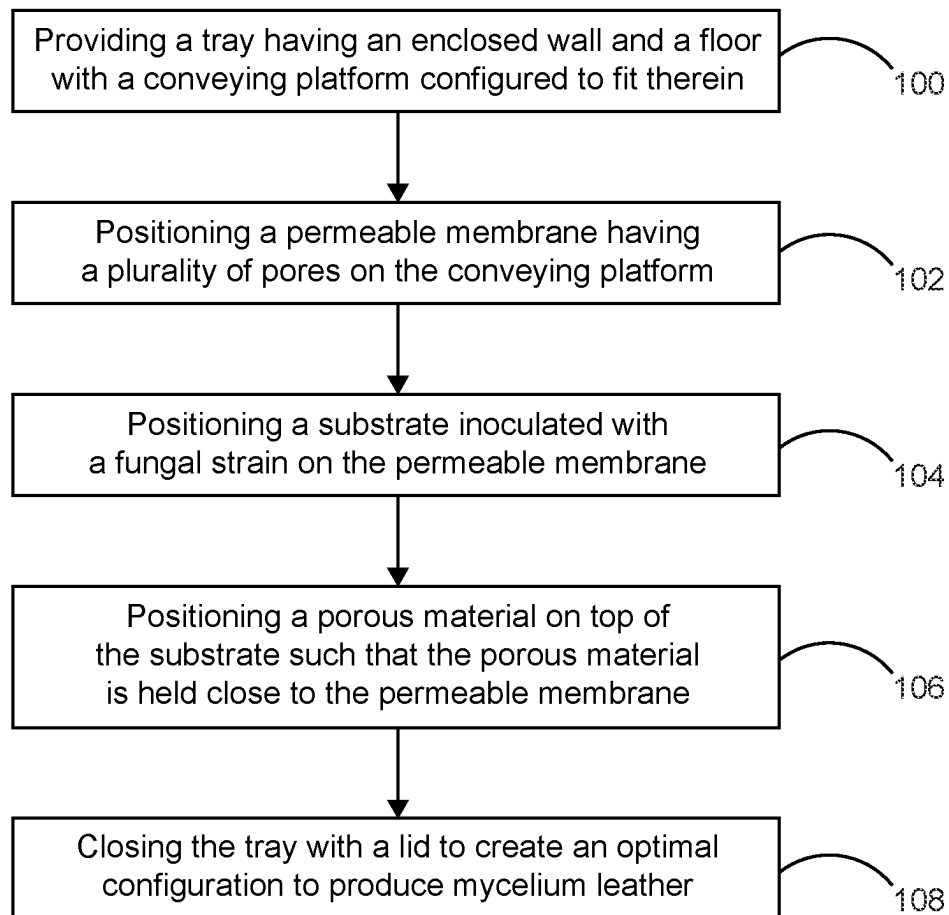 Providing a tray having an enclosed wall and a floor
with a conveying platform configured to fit therein
100
Positioning a permeable membrane having
a plurality of pores on the conveying platform
102
Positioning a substrate inoculated with
a fungal strain on the permeable membrane
104
Positioning a porous material on top of
the substrate such that the porous material
is held close to the permeable membrane
106
Closing the tray with a lid to create an optimal
configuration to produce mycelium leather
108